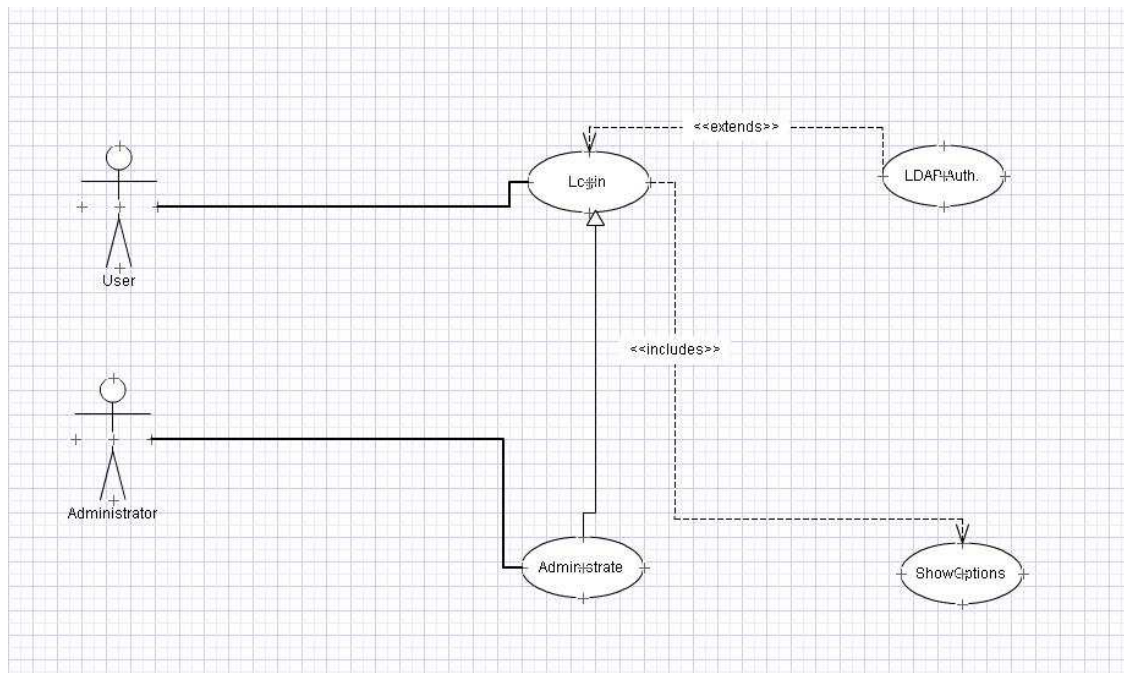 <<extends>>
Login
LDAP Auth.
User
<<includes>>
Administrator
Administrate
ShowOptions